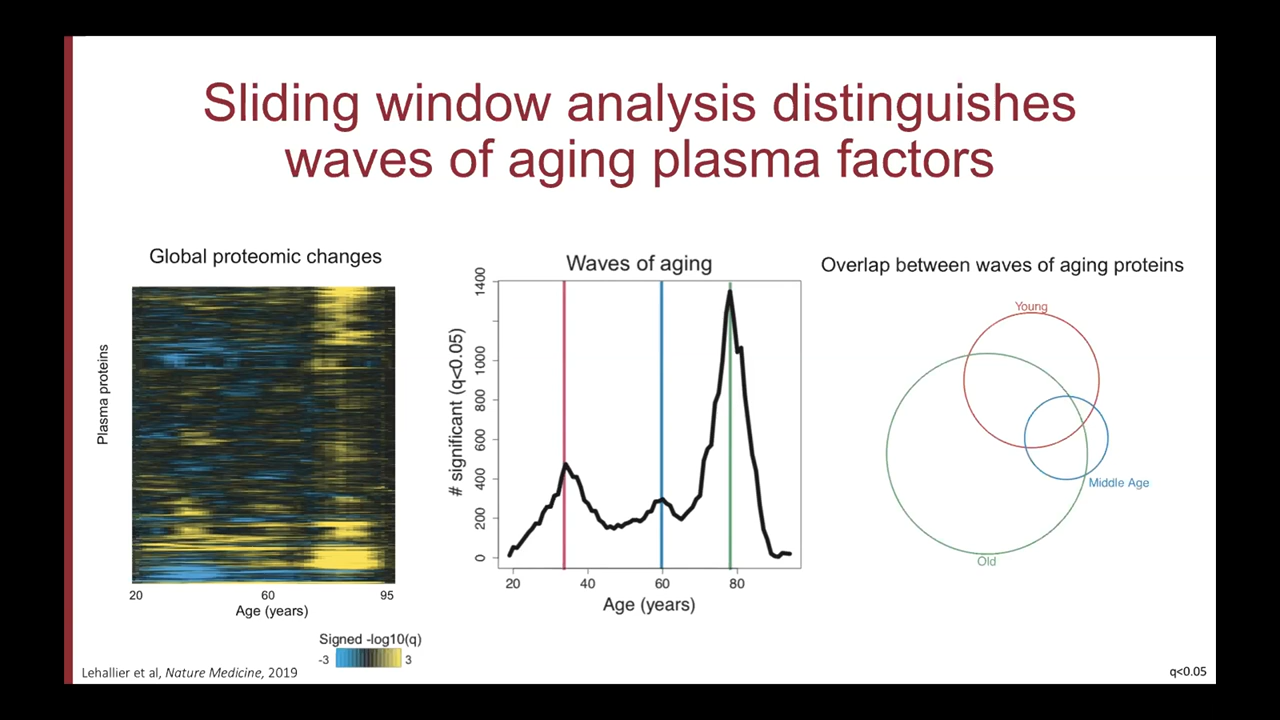 Sliding window analysis distinguishes
waves of aging plasma factors
Global proteomic changes
Plasma proteins
20
60
95
Age (years)
Signed -log10(q)
-3
3
Waves of aging
# significant (q<0.05)
0
200
400
600
800
1000
1400
20
40
60
80
Age (years)
Overlap between waves of aging proteins
Young
Middle Age
Old
Lehallier et al, Nature Medicine, 2019
q<0.05